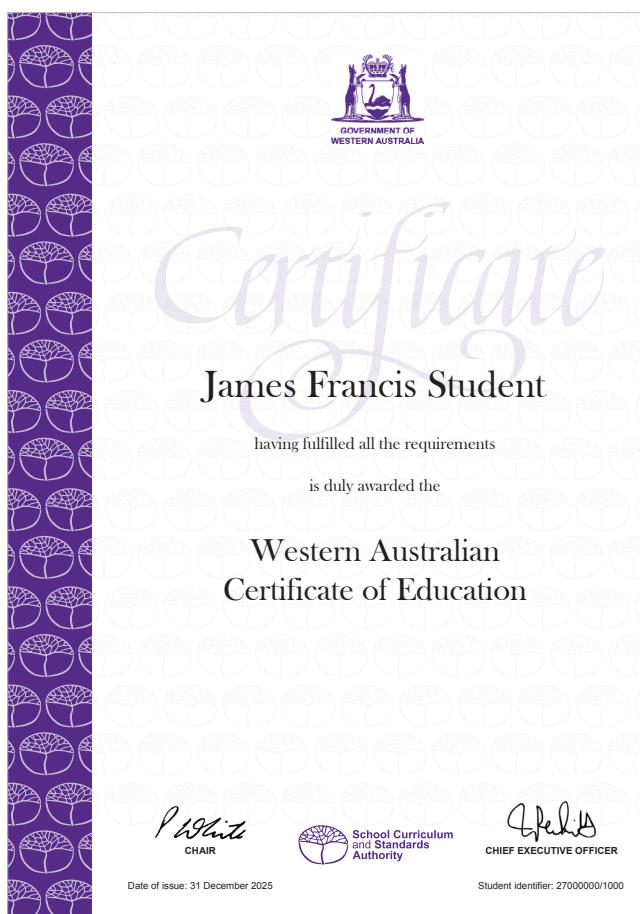 GOVERNMENT OF
WESTERN AUSTRALIA
Certificate
James Francis Student
having fulfilled all the requirements
is duly awarded the
Western Australian
Certificate of Education
P White
CHAIR
School Curriculum
and Standards
Authority
CHIEF EXECUTIVE OFFICER
Date of issue: 31 December 2025
Student identifier: 27000000/1000